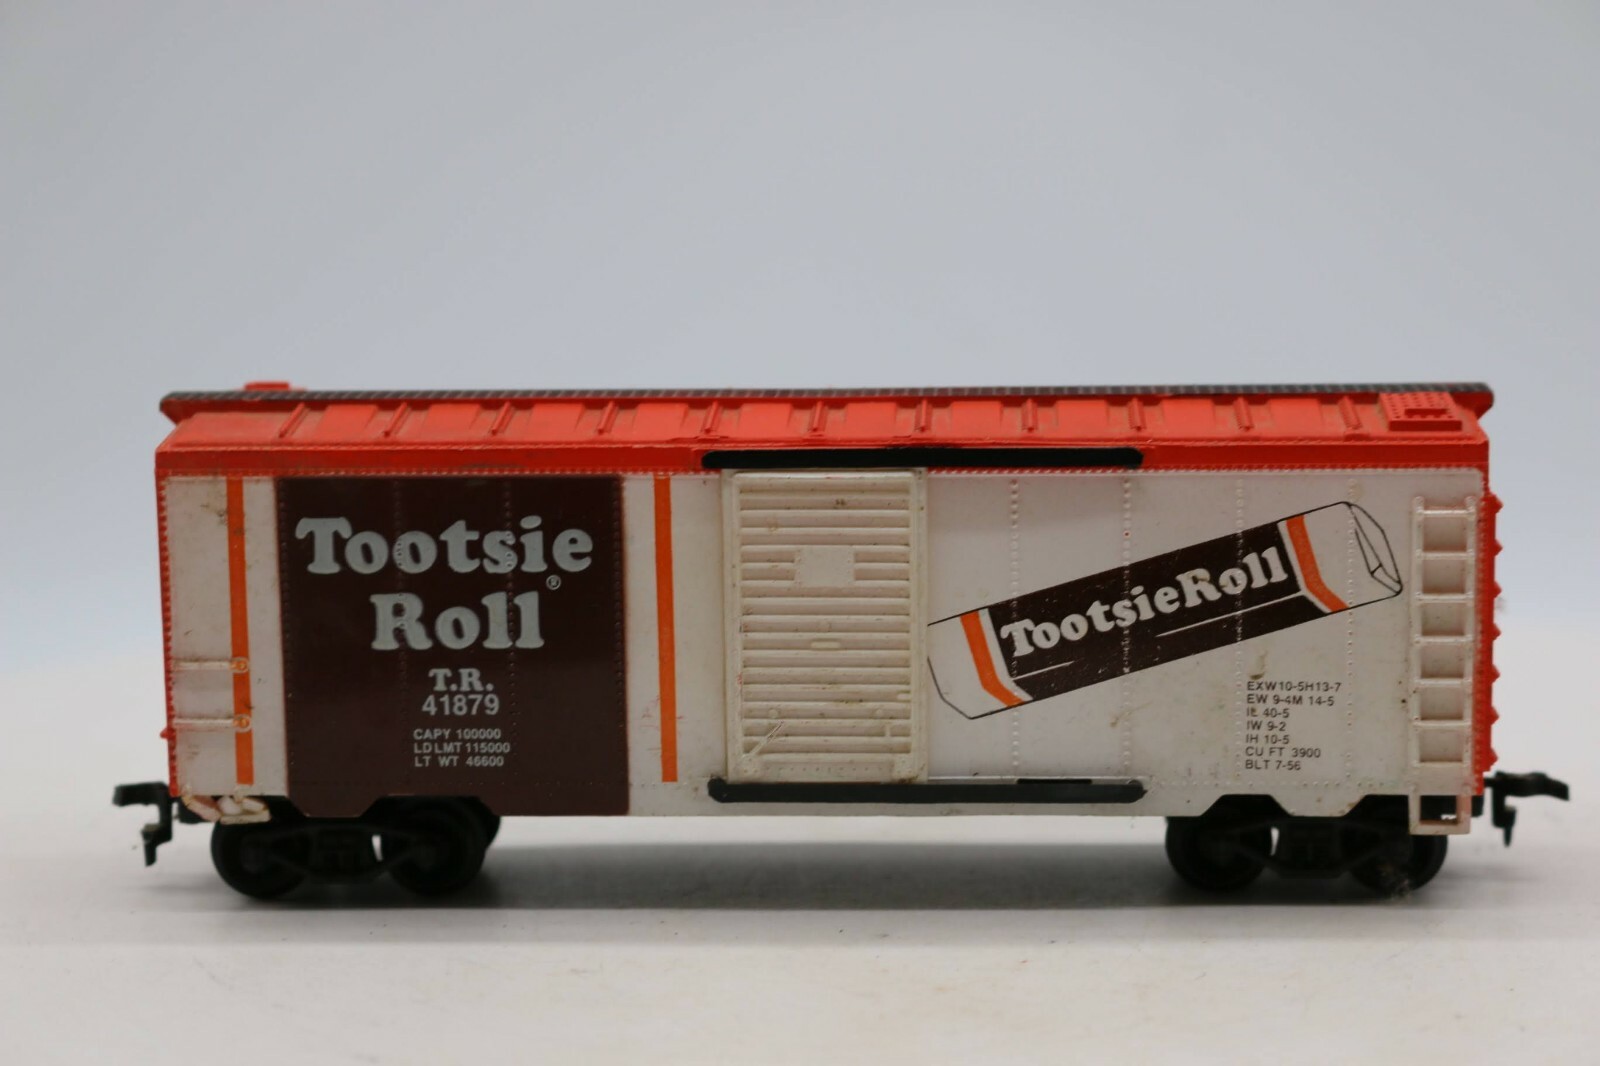 Tootsie
Roll®
T.R.
41879
CAPY 100000
LD LMT 115000
LT WT 46600
TootsieRoll
EXW10-5H13-7
EW 9-4M 14-5
IL 40-5
IW 9-2
IH 10-5
CU FT 3900
BLT 7-56